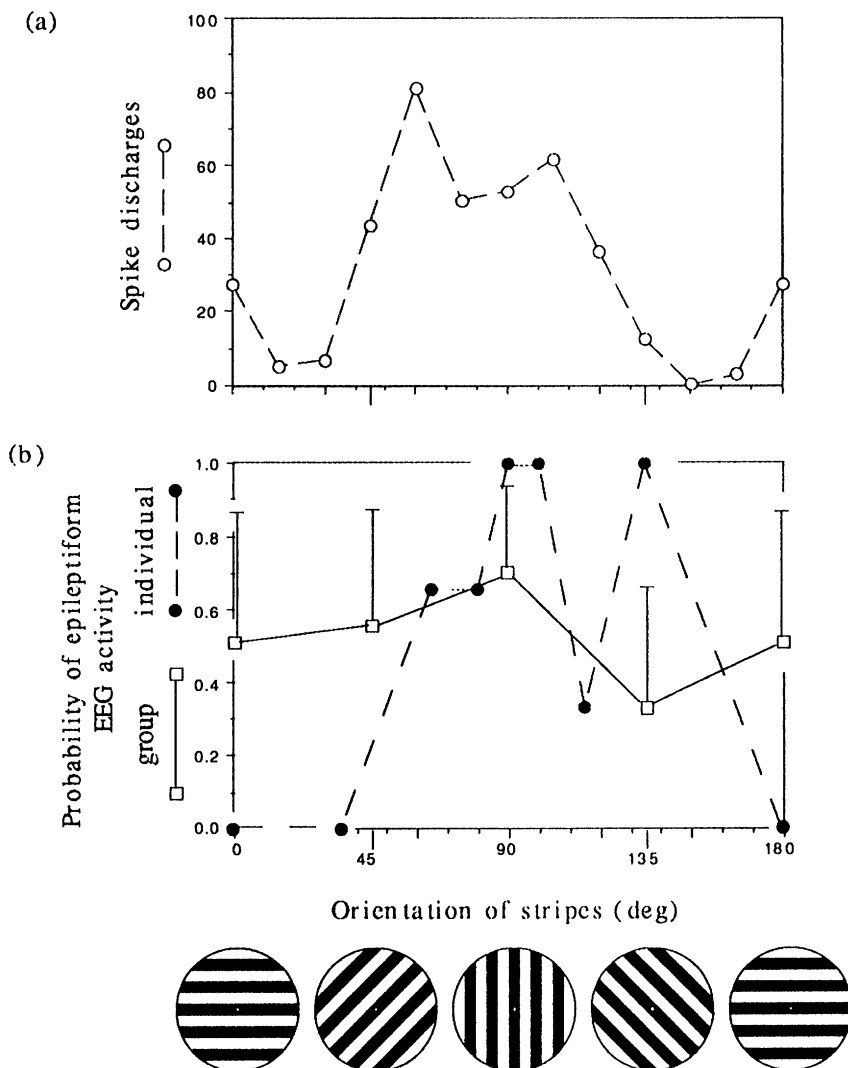 (a)
Spike discharges
100
80
60
40
20
0
(b)
Probability of epileptiform
EEG activity
group
individual
1.0
0.8
0.6
0.4
0.2
0.0
0
45
90
135
180
Orientation of stripes (deg)